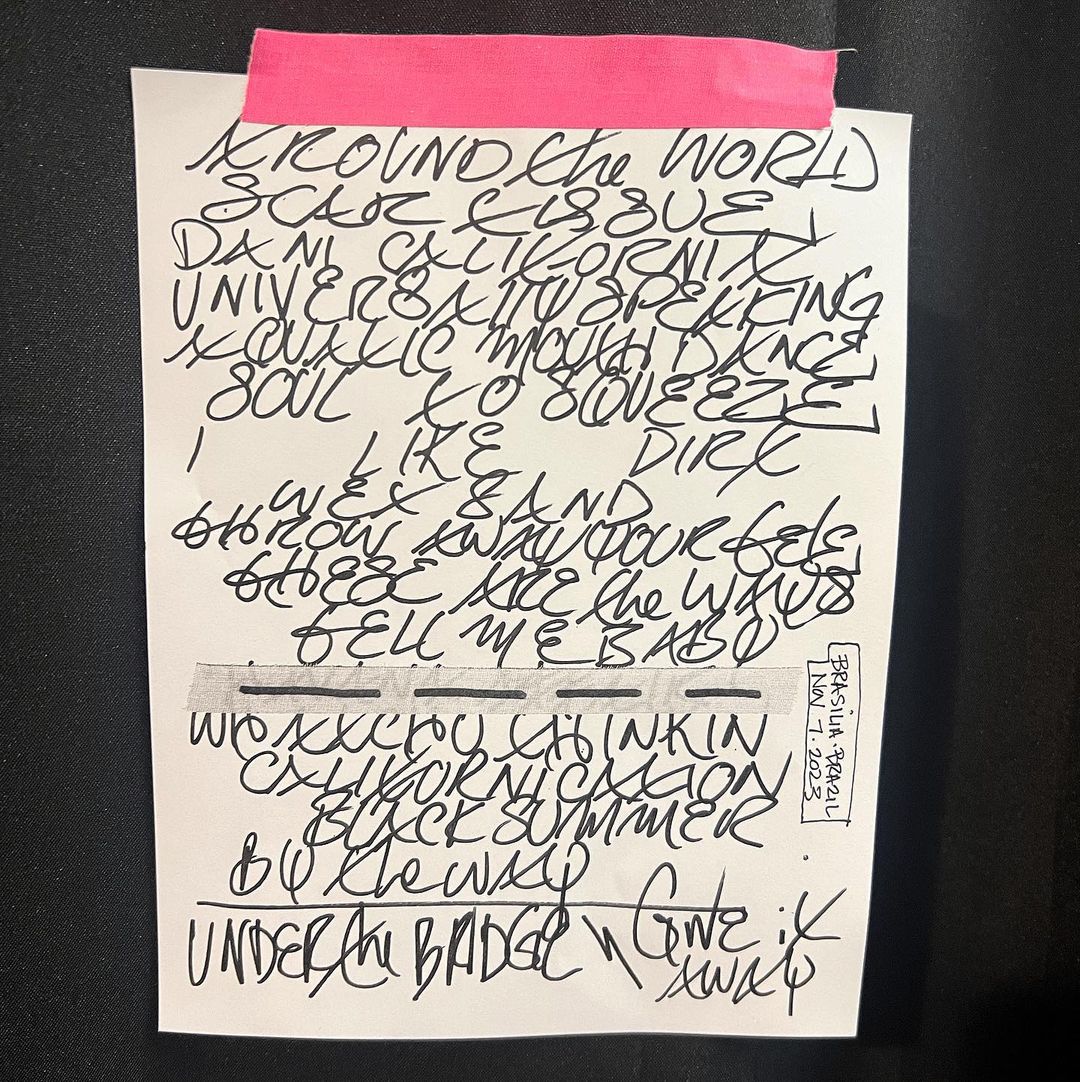 AROUND the WORLD
SCAR TISSUE
DANI CALIFORNIA
UNIVERSALLY SPEAKING
AQUATIC MOUTH DANCE
SOUL TO SQUEEZE
I LIKE DIRT
WET SAND
THROW AWAY YOUR TELE
THESE ARE the WAYS
TELL ME BABY
WHATCHU THINKIN
CALIFORNICATION
BLACK SUMMER
BY the WAY
UNDER the BRIDGE N GIVE it
AWAY
BRASILIA. BRAZIL
NOV 7. 2023